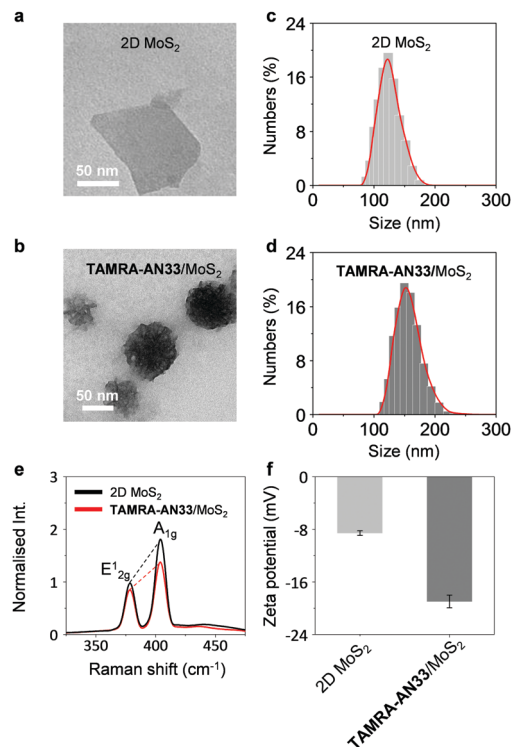 a
2D MoS₂
50 nm
b
TAMRA-AN33/MoS₂
50 nm
c
2D MoS₂
Numbers (%)
24
16
8
0
0 100 200 300
Size (nm)
d
TAMRA-AN33/MoS₂
Numbers (%)
24
16
8
0
0 100 200 300
Size (nm)
e
2D MoS₂
TAMRA-AN33/MoS₂
A₁g
E¹₂g
Normalised Int.
3
2
1
0
350 400 450
Raman shift (cm⁻¹)
f
Zeta potential (mV)
0
-8
-16
-24
2D MoS₂
TAMRA-AN33/MoS₂